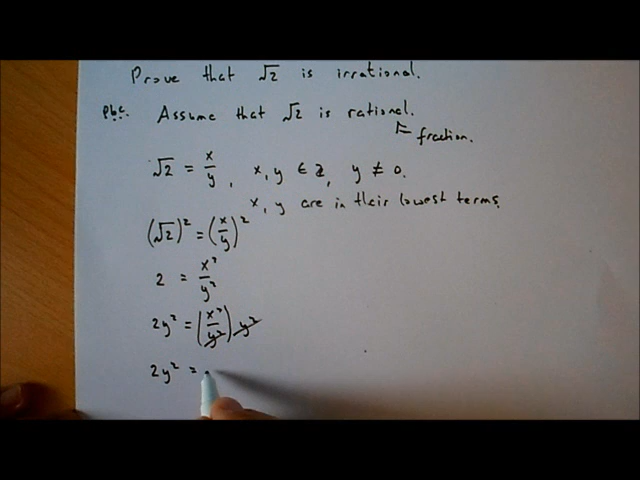 Prove that √2 is irrational.
PbC. Assume that √2 is rational.
fraction.
√2 = x/y, x, y ∈ ℤ, y ≠ 0.
x, y are in their lowest terms.
(√2)² = (x/y)²
2 = x²/y²
2y² = (x²/y²) y²
2y² =